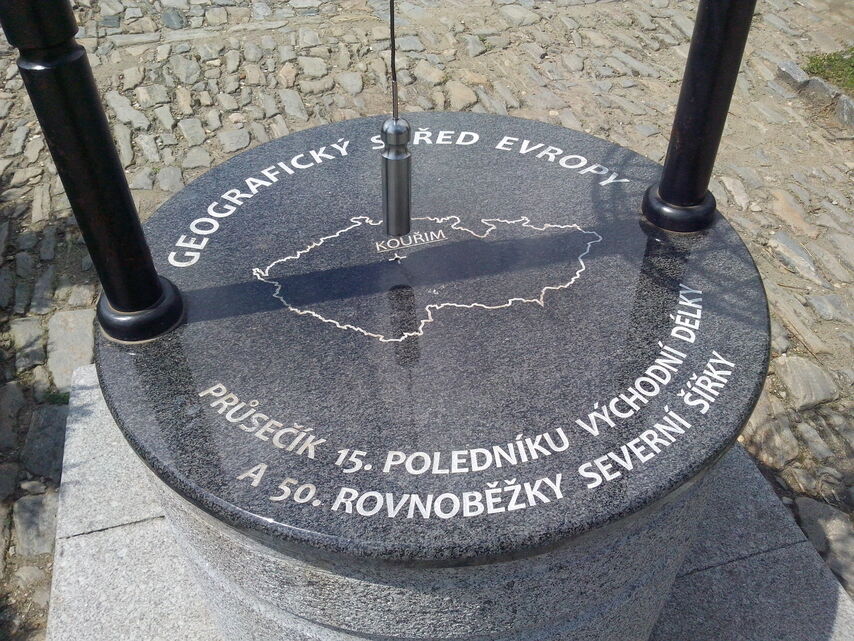 GEOGRAFICKÝ STŘED EVROPY
KOUŘIM
PRŮSEČÍK 15. POLEDNÍKU VÝCHODNÍ DÉLKY
A 50. ROVNOBĚŽKY SEVERNÍ ŠÍŘKY